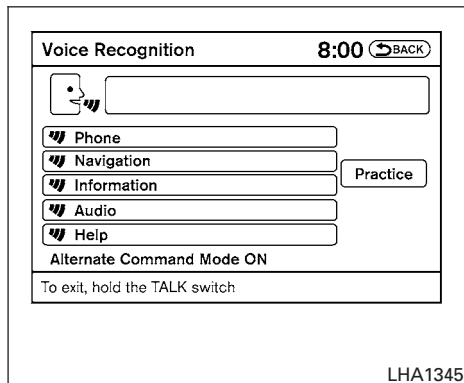 Voice Recognition 8:00 BACK
Phone
Navigation
Practice
Information
Audio
Help
Alternate Command Mode ON
To exit, hold the TALK switch
LHA1345